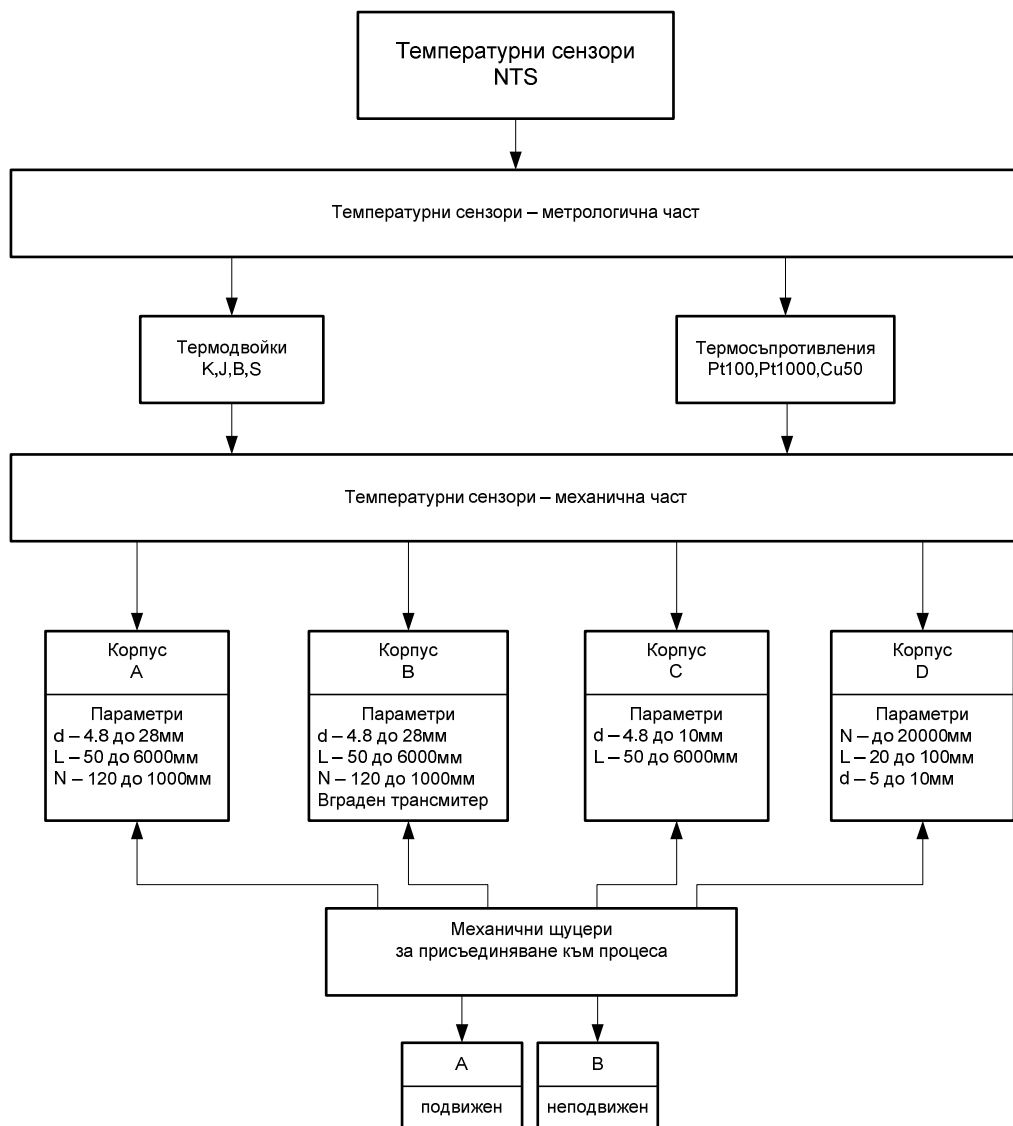 Температурни сензори
NTS
Температурни сензори – метрологична част
Термодвойки
K,J,B,S
Термосъпротивления
Pt100,Pt1000,Cu50
Температурни сензори – механична част
Корпус
A
Параметри
d – 4.8 до 28мм
L – 50 до 6000мм
N – 120 до 1000мм
Корпус
B
Параметри
d – 4.8 до 28мм
L – 50 до 6000мм
N – 120 до 1000мм
Вграден трансмитер
Корпус
C
Параметри
d – 4.8 до 10мм
L – 50 до 6000мм
Корпус
D
Параметри
N – до 20000мм
L – 20 до 100мм
d – 5 до 10мм
Механични щуцери
за присъединяване към процеса
A
подвижен
B
неподвижен